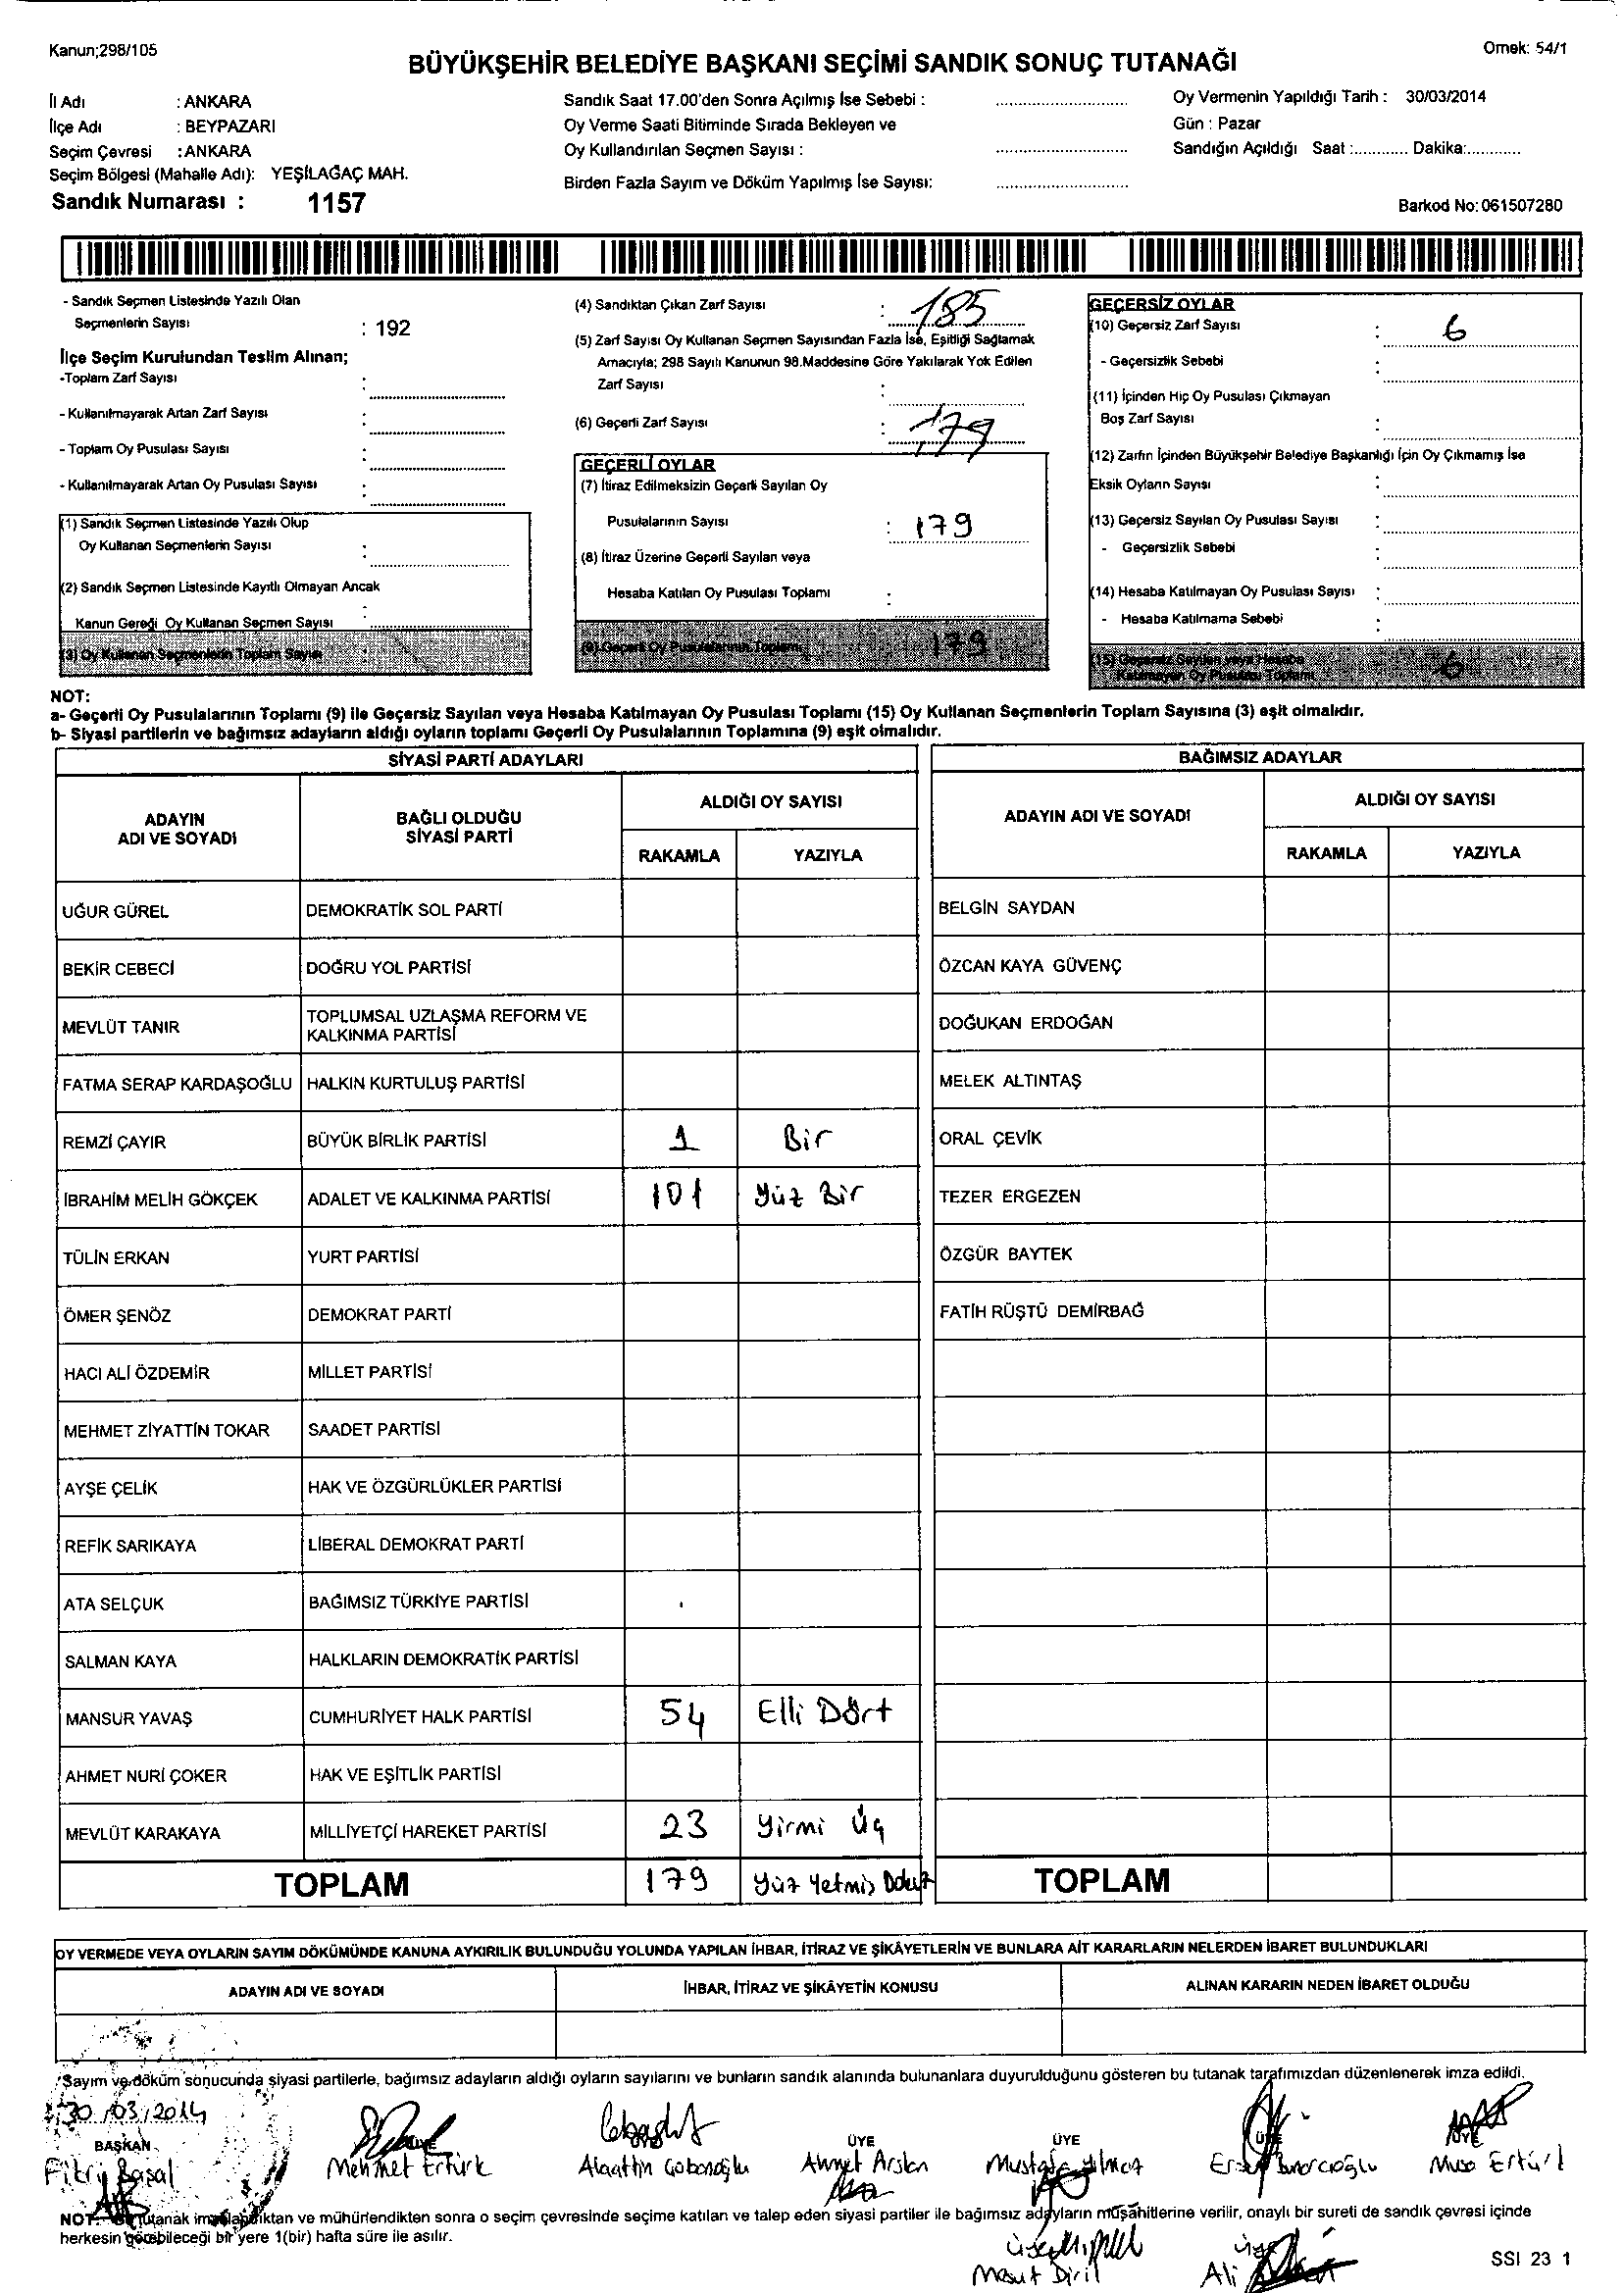 Kanun;298/105
Örnek: 54/1
BÜYÜKŞEHİR BELEDİYE BAŞKANI SEÇİMİ SANDIK SONUÇ TUTANAĞI
İl Adı : ANKARA
İlçe Adı : BEYPAZARI
Seçim Çevresi : ANKARA
Seçim Bölgesi (Mahalle Adı): YEŞİLAĞAÇ MAH.
Sandık Numarası : 1157
Sandık Saat 17.00'den Sonra Açılmış İse Sebebi :
Oy Verme Saati Bitiminde Sırada Bekleyen ve
Oy Kullandırılan Seçmen Sayısı :
Birden Fazla Sayım ve Döküm Yapılmış İse Sayısı:
Oy Vermenin Yapıldığı Tarih : 30/03/2014
Gün : Pazar
Sandığın Açıldığı Saat :............ Dakika:............
Barkod No: 061507280
- Sandık Seçmen Listesinde Yazılı Olan
Seçmenlerin Sayısı : 192
İlçe Seçim Kurulundan Teslim Alınan;
-Toplam Zarf Sayısı :
- Kullanılmayarak Artan Zarf Sayısı :
- Toplam Oy Pusulası Sayısı :
- Kullanılmayarak Artan Oy Pusulası Sayısı :
(1) Sandık Seçmen Listesinde Yazılı Olup
Oy Kullanan Seçmenlerin Sayısı :
(2) Sandık Seçmen Listesinde Kayıtlı Olmayan Ancak
Kanun Gereği Oy Kullanan Seçmen Sayısı :
(3) Oy Kullanan Seçmenlerin Toplam Sayısı :
(4) Sandıktan Çıkan Zarf Sayısı : 185
(5) Zarf Sayısı Oy Kullanan Seçmen Sayısından Fazla İse, Eşitliği Sağlamak
Amacıyla; 298 Sayılı Kanunun 98.Maddesine Göre Yakılarak Yok Edilen
Zarf Sayısı :
(6) Geçerli Zarf Sayısı : 179
GEÇERLİ OYLAR
(7) İtiraz Edilmeksizin Geçerli Sayılan Oy
Pusulalarının Sayısı : 179
(8) İtiraz Üzerine Geçerli Sayılan veya
Hesaba Katılan Oy Pusulası Toplamı :
(9) Geçerli Oy Pusulalarının Toplamı 179
GEÇERSİZ OYLAR
(10) Geçersiz Zarf Sayısı : 6
- Geçersizlik Sebebi :
(11) İçinden Hiç Oy Pusulası Çıkmayan
Boş Zarf Sayısı :
(12) Zarfın İçinden Büyükşehir Belediye Başkanlığı İçin Oy Çıkmamış İse
Eksik Oyların Sayısı :
(13) Geçersiz Sayılan Oy Pusulası Sayısı :
- Geçersizlik Sebebi :
(14) Hesaba Katılmayan Oy Pusulası Sayısı :
- Hesaba Katılmama Sebebi :
(15) Geçersiz Sayılan veya Hesaba
Katılmayan Oy Pusulası Toplamı 6
NOT:
a- Geçerli Oy Pusulalarının Toplamı (9) ile Geçersiz Sayılan veya Hesaba Katılmayan Oy Pusulası Toplamı (15) Oy Kullanan Seçmenlerin Toplam Sayısına (3) eşit olmalıdır.
b- Siyasi partilerin ve bağımsız adayların aldığı oyların toplamı Geçerli Oy Pusulalarının Toplamına (9) eşit olmalıdır.
SİYASİ PARTİ ADAYLARI
ADAYIN ADI VE SOYADI
BAĞLI OLDUĞU SİYASİ PARTİ
ALDIĞI OY SAYISI
RAKAMLA YAZIYLA
UĞUR GÜREL DEMOKRATİK SOL PARTİ
BEKİR CEBECİ DOĞRU YOL PARTİSİ
MEVLÜT TANIR TOPLUMSAL UZLAŞMA REFORM VE
KALKINMA PARTİSİ
FATMA SERAP KARDAŞOĞLU HALKIN KURTULUŞ PARTİSİ
REMZİ ÇAYIR BÜYÜK BİRLİK PARTİSİ 1 Bir
İBRAHİM MELİH GÖKÇEK ADALET VE KALKINMA PARTİSİ 101 Yüz Bir
TÜLİN ERKAN YURT PARTİSİ
ÖMER ŞENÖZ DEMOKRAT PARTİ
HACI ALİ ÖZDEMİR MİLLET PARTİSİ
MEHMET ZİYATTİN TOKAR SAADET PARTİSİ
AYŞE ÇELİK HAK VE ÖZGÜRLÜKLER PARTİSİ
REFİK SARIKAYA LİBERAL DEMOKRAT PARTİ
ATA SELÇUK BAĞIMSIZ TÜRKİYE PARTİSİ
SALMAN KAYA HALKLARIN DEMOKRATİK PARTİSİ
MANSUR YAVAŞ CUMHURİYET HALK PARTİSİ 54 Elli Dört
AHMET NURİ ÇOKER HAK VE EŞİTLİK PARTİSİ
MEVLÜT KARAKAYA MİLLİYETÇİ HAREKET PARTİSİ 23 Yirmi Üç
TOPLAM 179 Yüz Yetmiş Dokuz
BAĞIMSIZ ADAYLAR
ADAYIN ADI VE SOYADI
ALDIĞI OY SAYISI
RAKAMLA YAZIYLA
BELGİN SAYDAN
ÖZCAN KAYA GÜVENÇ
DOĞUKAN ERDOĞAN
MELEK ALTINTAŞ
ORAL ÇEVİK
TEZER ERGEZEN
ÖZGÜR BAYTEK
FATİH RÜŞTÜ DEMİRBAĞ
TOPLAM
OY VERMEDE VEYA OYLARIN SAYIM DÖKÜMÜNDE KANUNA AYKIRILIK BULUNDUĞU YOLUNDA YAPILAN İHBAR, İTİRAZ VE ŞİKÂYETLERİN VE BUNLARA AİT KARARLARIN NELERDEN İBARET BULUNDUKLARI
ADAYIN ADI VE SOYADI
İHBAR, İTİRAZ VE ŞİKÂYETİN KONUSU
ALINAN KARARIN NEDEN İBARET OLDUĞU
Sayım ve döküm sonucunda siyasi partilerle, bağımsız adayların aldığı oyların sayılarını ve bunların sandık alanında bulunanlara duyurulduğunu gösteren bu tutanak tarafımızdan düzenlenerek imza edildi.
30/03/2014
BAŞKAN ÜYE ÜYE ÜYE ÜYE ÜYE
Fikri Başal Mehmet Ertürk Alaattin Çobanoğlu Ahmet Arslan Mustafa Yılmaz Musa Ertürk
NOT: Bu tutanak imzalandıktan ve mühürlendikten sonra o seçim çevresinde seçime katılan ve talep eden siyasi partiler ile bağımsız adayların müşahitlerine verilir, onaylı bir sureti de sandık çevresi içinde
herkesin görebileceği bir yere 1(bir) hafta süre ile asılır.
üye üye
Mesut Diril Ali
SSI 23 1